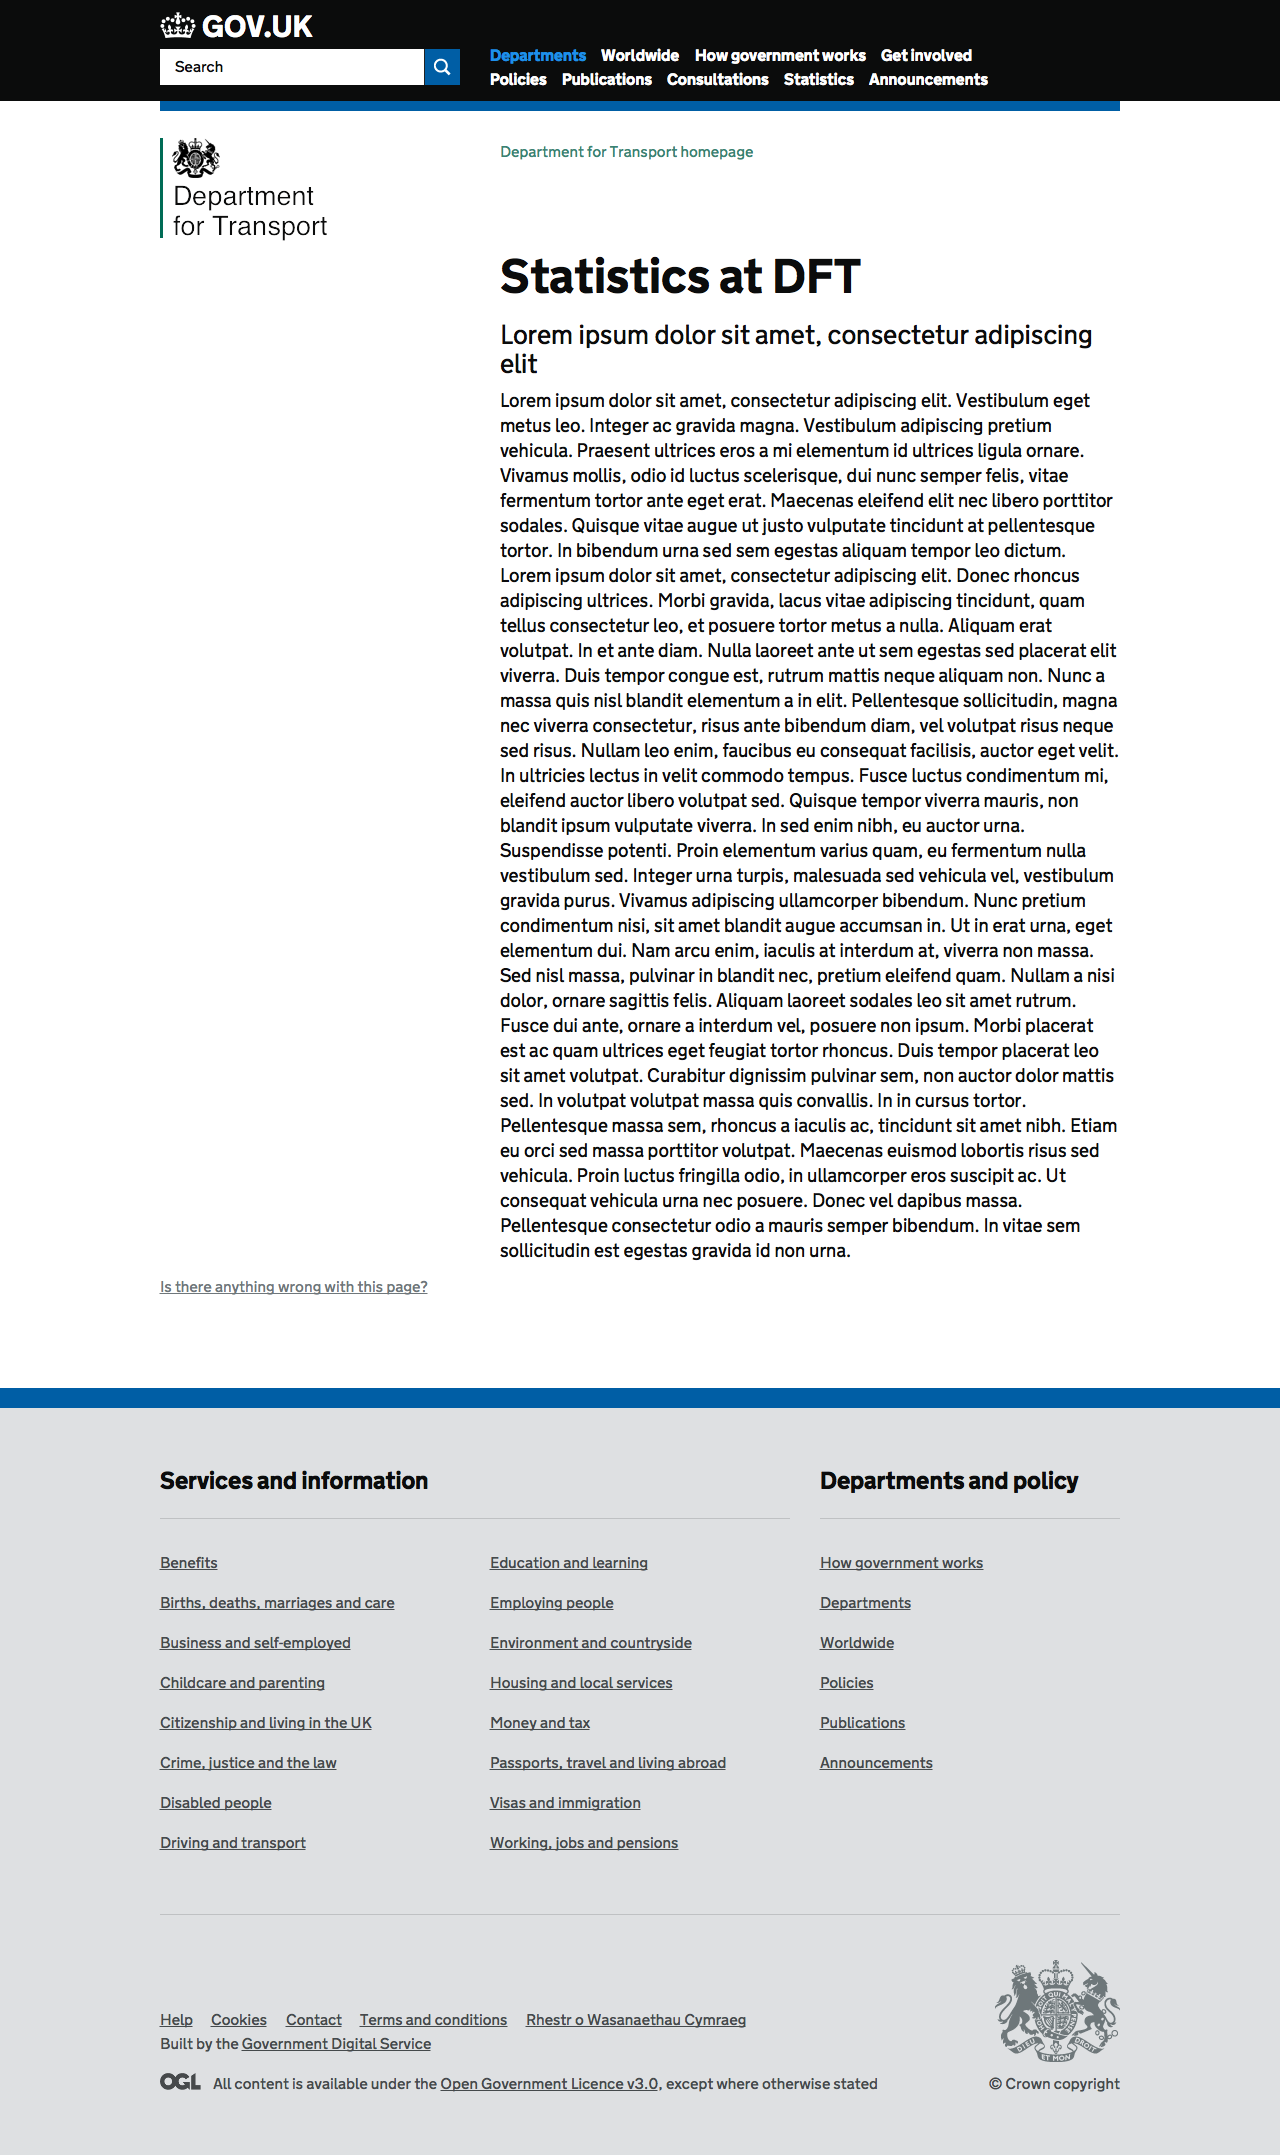 GOV.UK
Search
Departments Worldwide How government works Get involved
Policies Publications Consultations Statistics Announcements
Department for Transport homepage
Department
for Transport
Statistics at DFT
Lorem ipsum dolor sit amet, consectetur adipiscing
elit
Lorem ipsum dolor sit amet, consectetur adipiscing elit. Vestibulum eget
metus leo. Integer ac gravida magna. Vestibulum adipiscing pretium
vehicula. Praesent ultrices eros a mi elementum id ultrices ligula ornare.
Vivamus mollis, odio id luctus scelerisque, dui nunc semper felis, vitae
fermentum tortor ante eget erat. Maecenas eleifend elit nec libero porttitor
sodales. Quisque vitae augue ut justo vulputate tincidunt at pellentesque
tortor. In bibendum urna sed sem egestas aliquam tempor leo dictum.
Lorem ipsum dolor sit amet, consectetur adipiscing elit. Donec rhoncus
adipiscing ultrices. Morbi gravida, lacus vitae adipiscing tincidunt, quam
tellus consectetur leo, et posuere tortor metus a nulla. Aliquam erat
volutpat. In et ante diam. Nulla laoreet ante ut sem egestas sed placerat elit
viverra. Duis tempor congue est, rutrum mattis neque aliquam non. Nunc a
massa quis nisl blandit elementum a in elit. Pellentesque sollicitudin, magna
nec viverra consectetur, risus ante bibendum diam, vel volutpat risus neque
sed risus. Nullam leo enim, faucibus eu consequat facilisis, auctor eget velit.
In ultricies lectus in velit commodo tempus. Fusce luctus condimentum mi,
eleifend auctor libero volutpat sed. Quisque tempor viverra mauris, non
blandit ipsum vulputate viverra. In sed enim nibh, eu auctor urna.
Suspendisse potenti. Proin elementum varius quam, eu fermentum nulla
vestibulum sed. Integer urna turpis, malesuada sed vehicula vel, vestibulum
gravida purus. Vivamus adipiscing ullamcorper bibendum. Nunc pretium
condimentum nisi, sit amet blandit augue accumsan in. Ut in erat urna, eget
elementum dui. Nam arcu enim, iaculis at interdum at, viverra non massa.
Sed nisl massa, pulvinar in blandit nec, pretium eleifend quam. Nullam a nisi
dolor, ornare sagittis felis. Aliquam laoreet sodales leo sit amet rutrum.
Fusce dui ante, ornare a interdum vel, posuere non ipsum. Morbi placerat
est ac quam ultrices eget feugiat tortor rhoncus. Duis tempor placerat leo
sit amet volutpat. Curabitur dignissim pulvinar sem, non auctor dolor mattis
sed. In volutpat volutpat massa quis convallis. In in cursus tortor.
Pellentesque massa sem, rhoncus a iaculis ac, tincidunt sit amet nibh. Etiam
eu orci sed massa porttitor volutpat. Maecenas euismod lobortis risus sed
vehicula. Proin luctus fringilla odio, in ullamcorper eros suscipit ac. Ut
consequat vehicula urna nec posuere. Donec vel dapibus massa.
Pellentesque consectetur odio a mauris semper bibendum. In vitae sem
sollicitudin est egestas gravida id non urna.
Is there anything wrong with this page?
Services and information
Benefits
Births, deaths, marriages and care
Business and self-employed
Childcare and parenting
Citizenship and living in the UK
Crime, justice and the law
Disabled people
Driving and transport
Education and learning
Employing people
Environment and countryside
Housing and local services
Money and tax
Passports, travel and living abroad
Visas and immigration
Working, jobs and pensions
Departments and policy
How government works
Departments
Worldwide
Policies
Publications
Announcements
Help Cookies Contact Terms and conditions Rhestr o Wasanaethau Cymraeg
Built by the Government Digital Service
OGL All content is available under the Open Government Licence v3.0, except where otherwise stated
DIEU ET MON DROIT
© Crown copyright